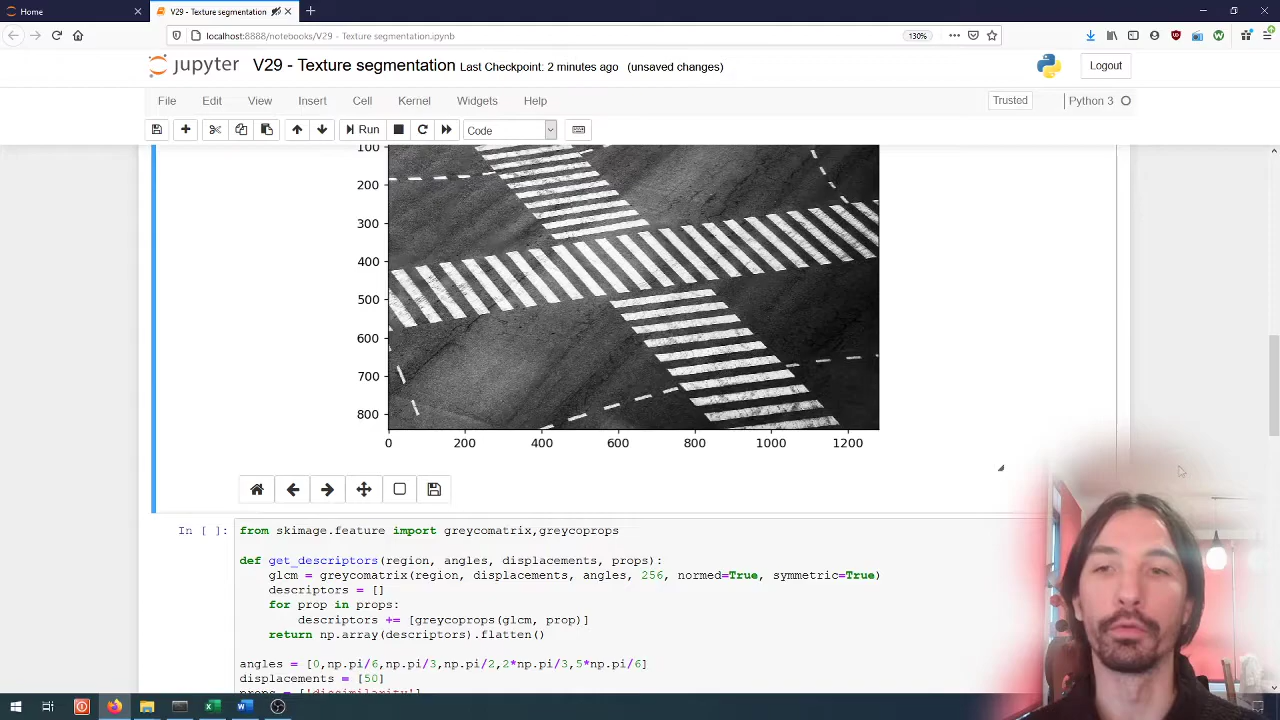 Home
V29 - Texture segmentation
localhost:8888/notebooks/V29 - Texture segmentation.ipynb
130%
jupyter
V29 - Texture segmentation Last Checkpoint: 2 minutes ago (unsaved changes)
Logout
File Edit View Insert Cell Kernel Widgets Help
Trusted
Python 3
Run
Code
100
200
300
400
500
600
700
800
0 200 400 600 800 1000 1200
In [ ]:
from skimage.feature import greycomatrix,greycoprops
def get_descriptors(region, angles, displacements, props):
glcm = greycomatrix(region, displacements, angles, 256, normed=True, symmetric=True)
descriptors = []
for prop in props:
descriptors += [greycoprops(glcm, prop)]
return np.array(descriptors).flatten()
angles = [0,np.pi/6,np.pi/3,np.pi/2,2*np.pi/3,5*np.pi/6]
displacements = [50]
props = ['dissimilarity']